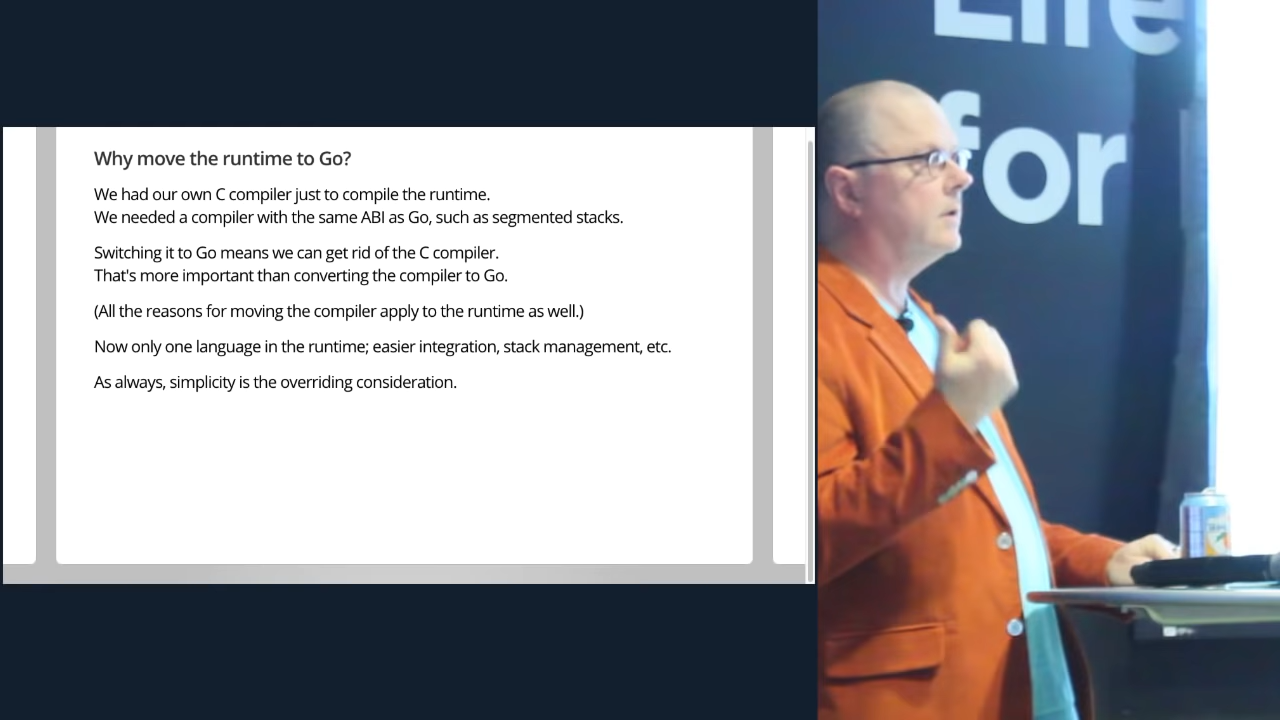 Why move the runtime to Go?
We had our own C compiler just to compile the runtime.
We needed a compiler with the same ABI as Go, such as segmented stacks.
Switching it to Go means we can get rid of the C compiler.
That's more important than converting the compiler to Go.
(All the reasons for moving the compiler apply to the runtime as well.)
Now only one language in the runtime; easier integration, stack management, etc.
As always, simplicity is the overriding consideration.
Life
for